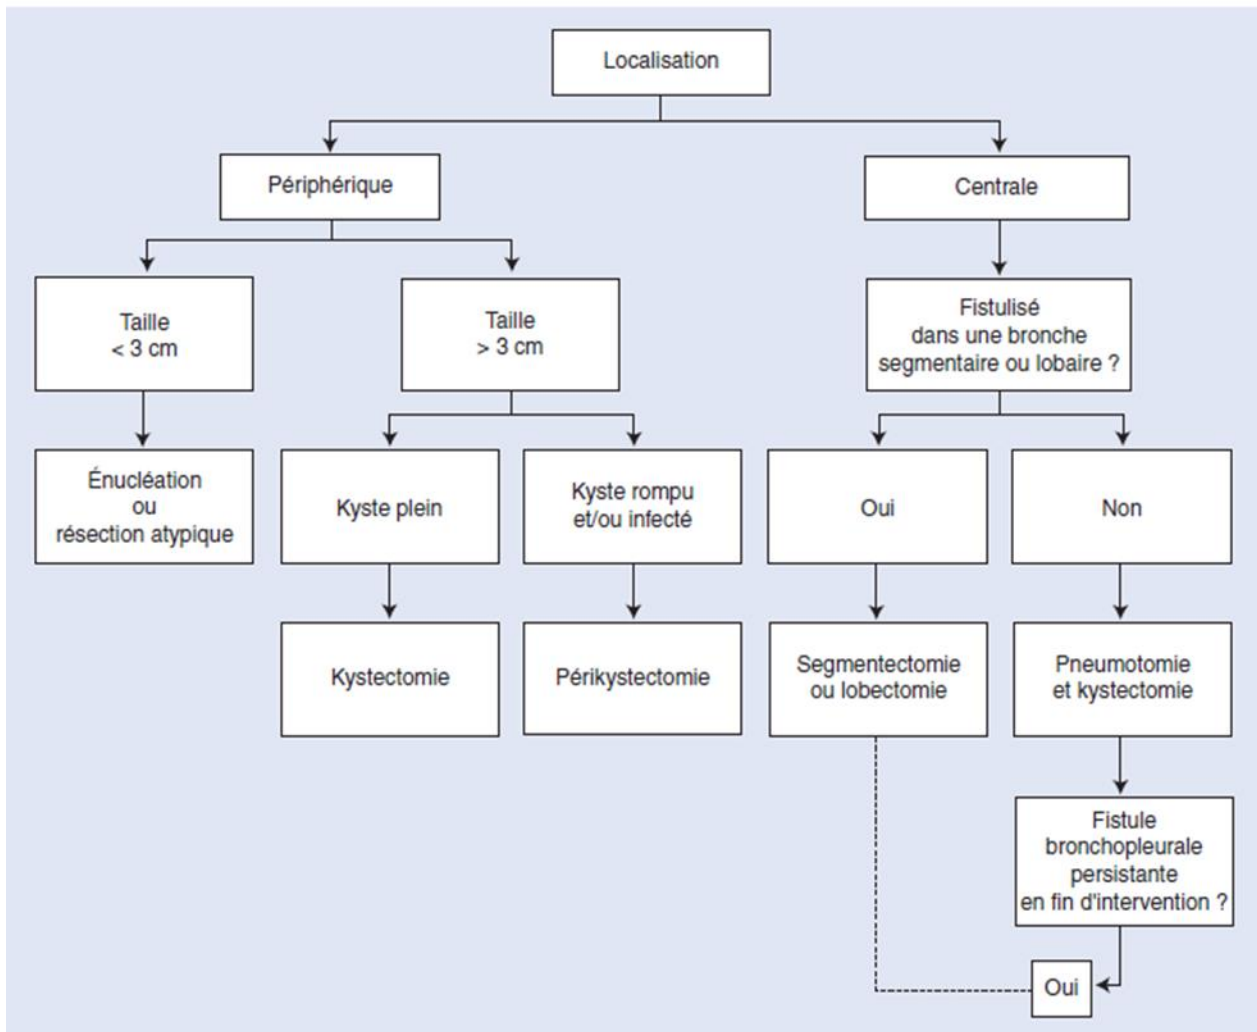 Localisation
Périphérique
Centrale
Taille
< 3 cm
Taille
> 3 cm
Fistulisé
dans une bronche
segmentaire ou lobaire ?
Énucléation
ou
résection atypique
Kyste plein
Kyste rompu
et/ou infecté
Oui
Non
Kystectomie
Périkystectomie
Segmentectomie
ou lobectomie
Pneumotomie
et kystectomie
Fistule
bronchopleurale
persistante
en fin d'intervention ?
Oui